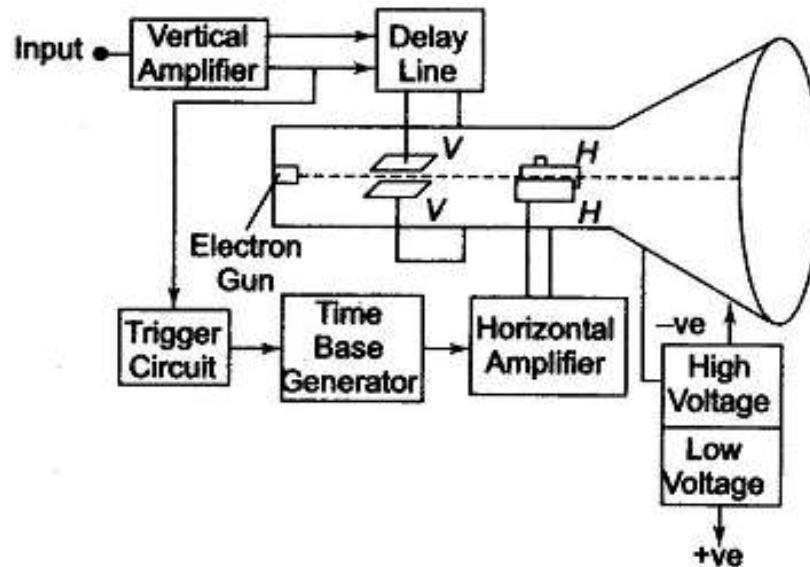 Input
Vertical
Amplifier
Delay
Line
V
H
V
H
Electron
Gun
Trigger
Circuit
Time
Base
Generator
Horizontal
Amplifier
–ve
High
Voltage
Low
Voltage
+ve